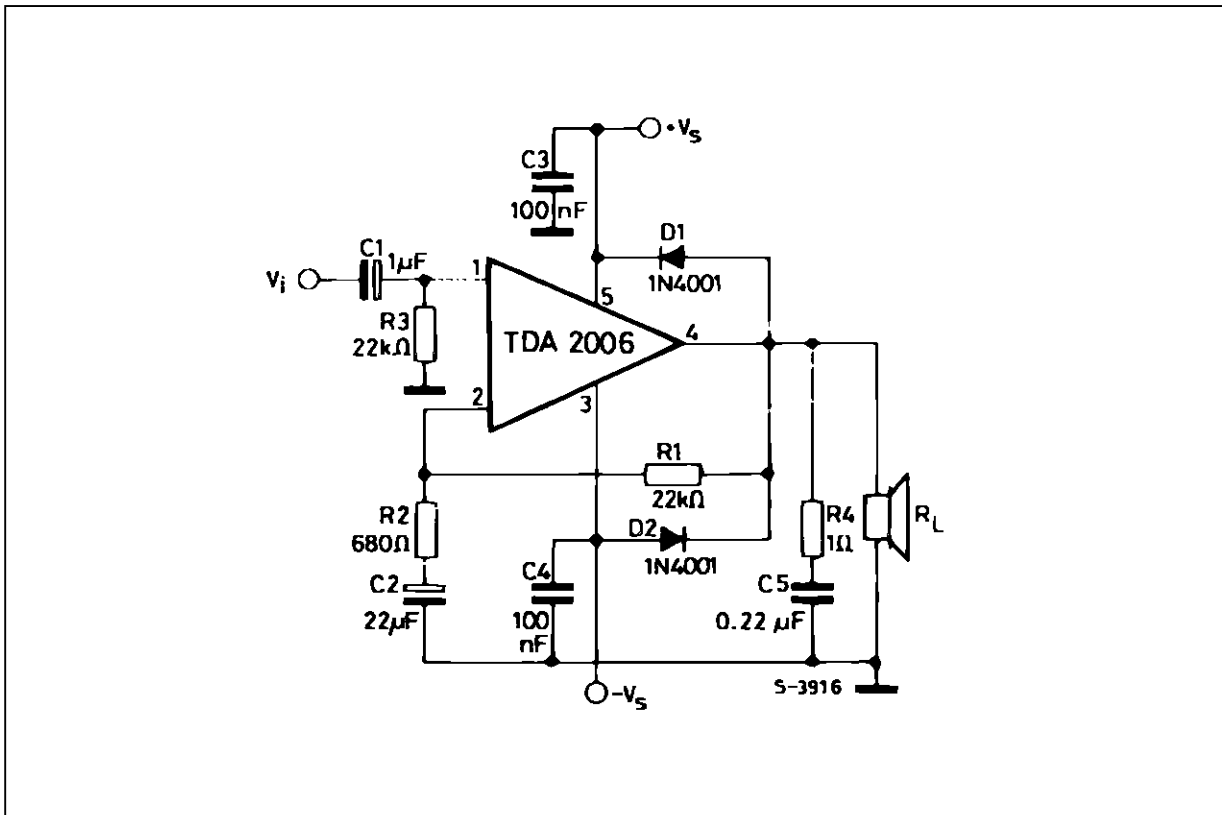 +Vs
C3
100 nF
D1
1N4001
C1
1µF
Vi
1
5
R3
22kΩ
TDA 2006
4
2
3
R1
22kΩ
R2
680Ω
D2
1N4001
R4
1Ω
RL
C2
22µF
C4
100
nF
C5
0.22 µF
S-3916
-Vs